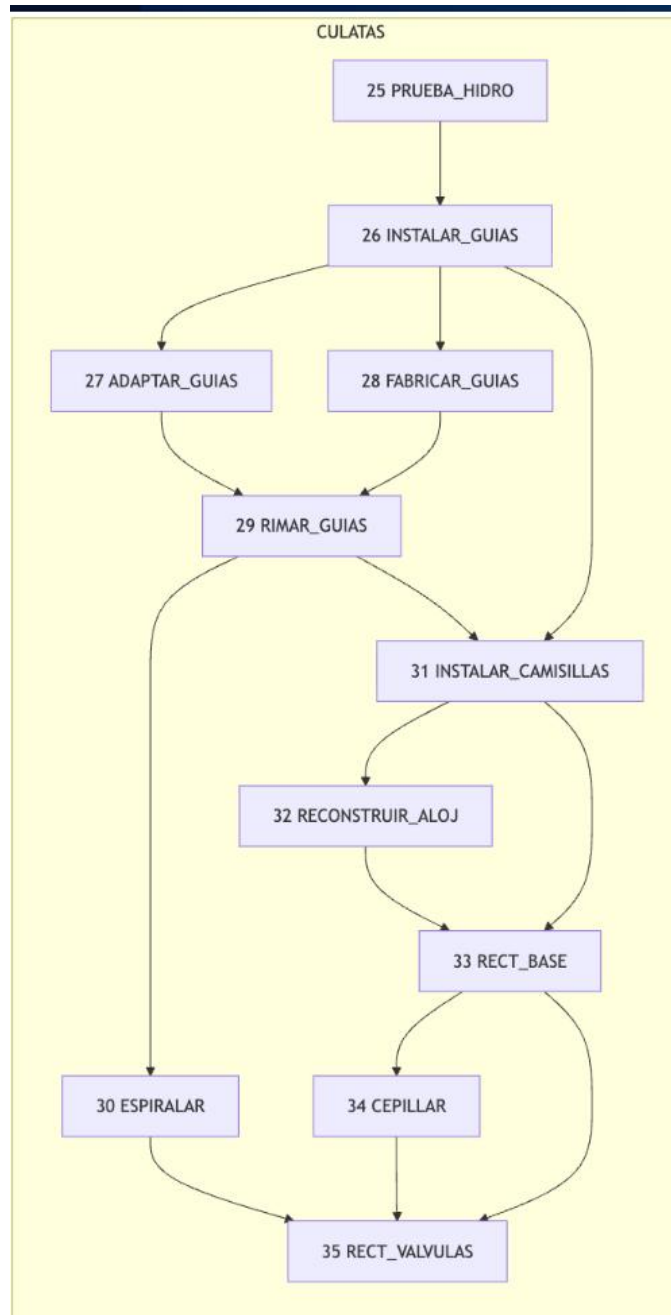 CULATAS
25 PRUEBA_HIDRO
26 INSTALAR_GUIAS
27 ADAPTAR_GUIAS
28 FABRICAR_GUIAS
29 RIMAR_GUIAS
31 INSTALAR_CAMISILLAS
32 RECONSTRUIR_ALOJ
33 RECT_BASE
30 ESPIRALAR
34 CEPILLAR
35 RECT_VALVULAS